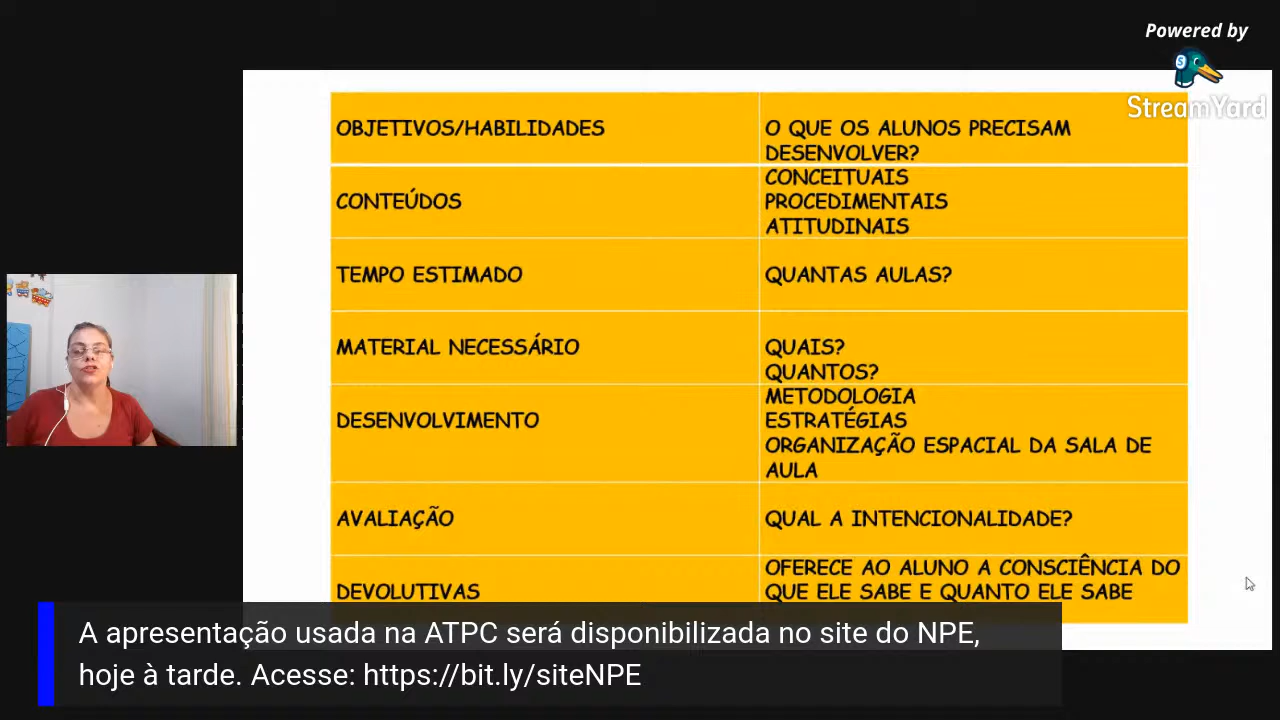 Powered by
StreamYard
OBJETIVOS/HABILIDADES
O QUE OS ALUNOS PRECISAM
DESENVOLVER?
CONTEÚDOS
CONCEITUAIS
PROCEDIMENTAIS
ATITUDINAIS
TEMPO ESTIMADO
QUANTAS AULAS?
MATERIAL NECESSÁRIO
QUAIS?
QUANTOS?
DESENVOLVIMENTO
METODOLOGIA
ESTRATÉGIAS
ORGANIZAÇÃO ESPACIAL DA SALA DE
AULA
AVALIAÇÃO
QUAL A INTENCIONALIDADE?
DEVOLUTIVAS
OFERECE AO ALUNO A CONSCIÊNCIA DO
QUE ELE SABE E QUANTO ELE SABE
A apresentação usada na ATPC será disponibilizada no site do NPE,
hoje à tarde. Acesse: https://bit.ly/siteNPE